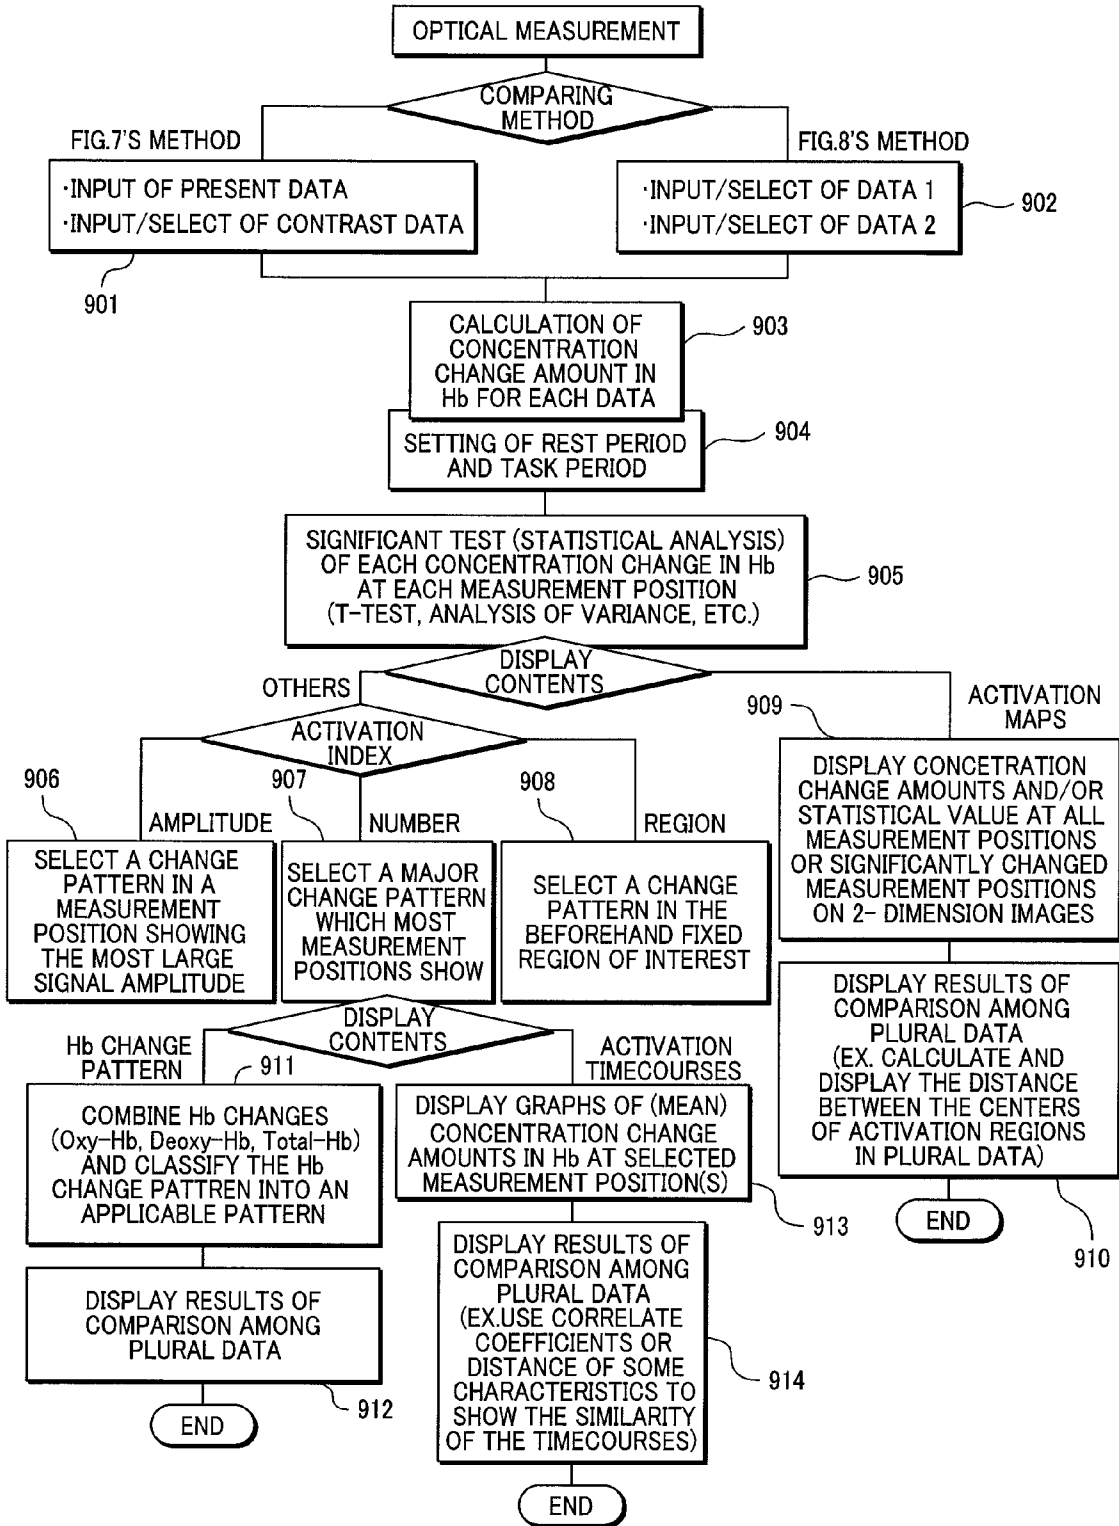 OPTICAL MEASUREMENT
COMPARING
METHOD
FIG.7'S METHOD
FIG.8'S METHOD
·INPUT OF PRESENT DATA
·INPUT/SELECT OF CONTRAST DATA
901
·INPUT/SELECT OF DATA 1
·INPUT/SELECT OF DATA 2
902
CALCULATION OF
CONCENTRATION
CHANGE AMOUNT IN
Hb FOR EACH DATA
903
SETTING OF REST PERIOD
AND TASK PERIOD
904
SIGNIFICANT TEST (STATISTICAL ANALYSIS)
OF EACH CONCENTRATION CHANGE IN Hb
AT EACH MEASUREMENT POSITION
(T-TEST, ANALYSIS OF VARIANCE, ETC.)
905
DISPLAY
CONTENTS
OTHERS
ACTIVATION
MAPS
ACTIVATION
INDEX
906
AMPLITUDE
SELECT A CHANGE
PATTERN IN A
MEASUREMENT
POSITION SHOWING
THE MOST LARGE
SIGNAL AMPLITUDE
907
NUMBER
SELECT A MAJOR
CHANGE PATTERN
WHICH MOST
MEASUREMENT
POSITIONS SHOW
908
REGION
SELECT A CHANGE
PATTERN IN THE
BEFOREHAND FIXED
REGION OF INTEREST
909
DISPLAY CONCETRATION
CHANGE AMOUNTS AND/OR
STATISTICAL VALUE AT ALL
MEASUREMENT POSITIONS
OR SIGNIFICANTLY CHANGED
MEASUREMENT POSITIONS
ON 2- DIMENSION IMAGES
DISPLAY RESULTS OF
COMPARISON AMONG
PLURAL DATA
(EX. CALCULATE AND
DISPLAY THE DISTANCE
BETWEEN THE CENTERS
OF ACTIVATION REGIONS
IN PLURAL DATA)
910
END
DISPLAY
CONTENTS
Hb CHANGE
PATTERN
911
COMBINE Hb CHANGES
(Oxy-Hb, Deoxy-Hb, Total-Hb)
AND CLASSIFY THE Hb
CHANGE PATTREN INTO AN
APPLICABLE PATTERN
DISPLAY RESULTS OF
COMPARISON AMONG
PLURAL DATA
912
END
ACTIVATION
TIMECOURSES
DISPLAY GRAPHS OF (MEAN)
CONCENTRATION CHANGE
AMOUNTS IN Hb AT SELECTED
MEASUREMENT POSITION(S)
913
DISPLAY RESULTS OF
COMPARISON AMONG
PLURAL DATA
(EX.USE CORRELATE
COEFFICIENTS OR
DISTANCE OF SOME
CHARACTERISTICS TO
SHOW THE SIMILARITY
OF THE TIMECOURSES)
914
END